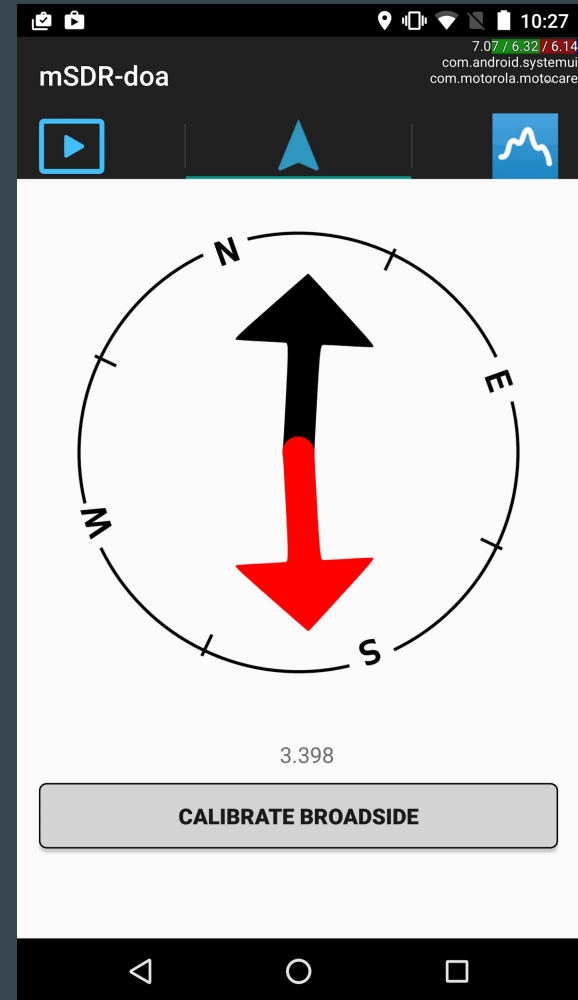 10:27
7.07 / 6.32 / 6.14
com.android.systemui
com.motorola.motocare
mSDR-doa
N
E
W
S
3.398
CALIBRATE BROADSIDE